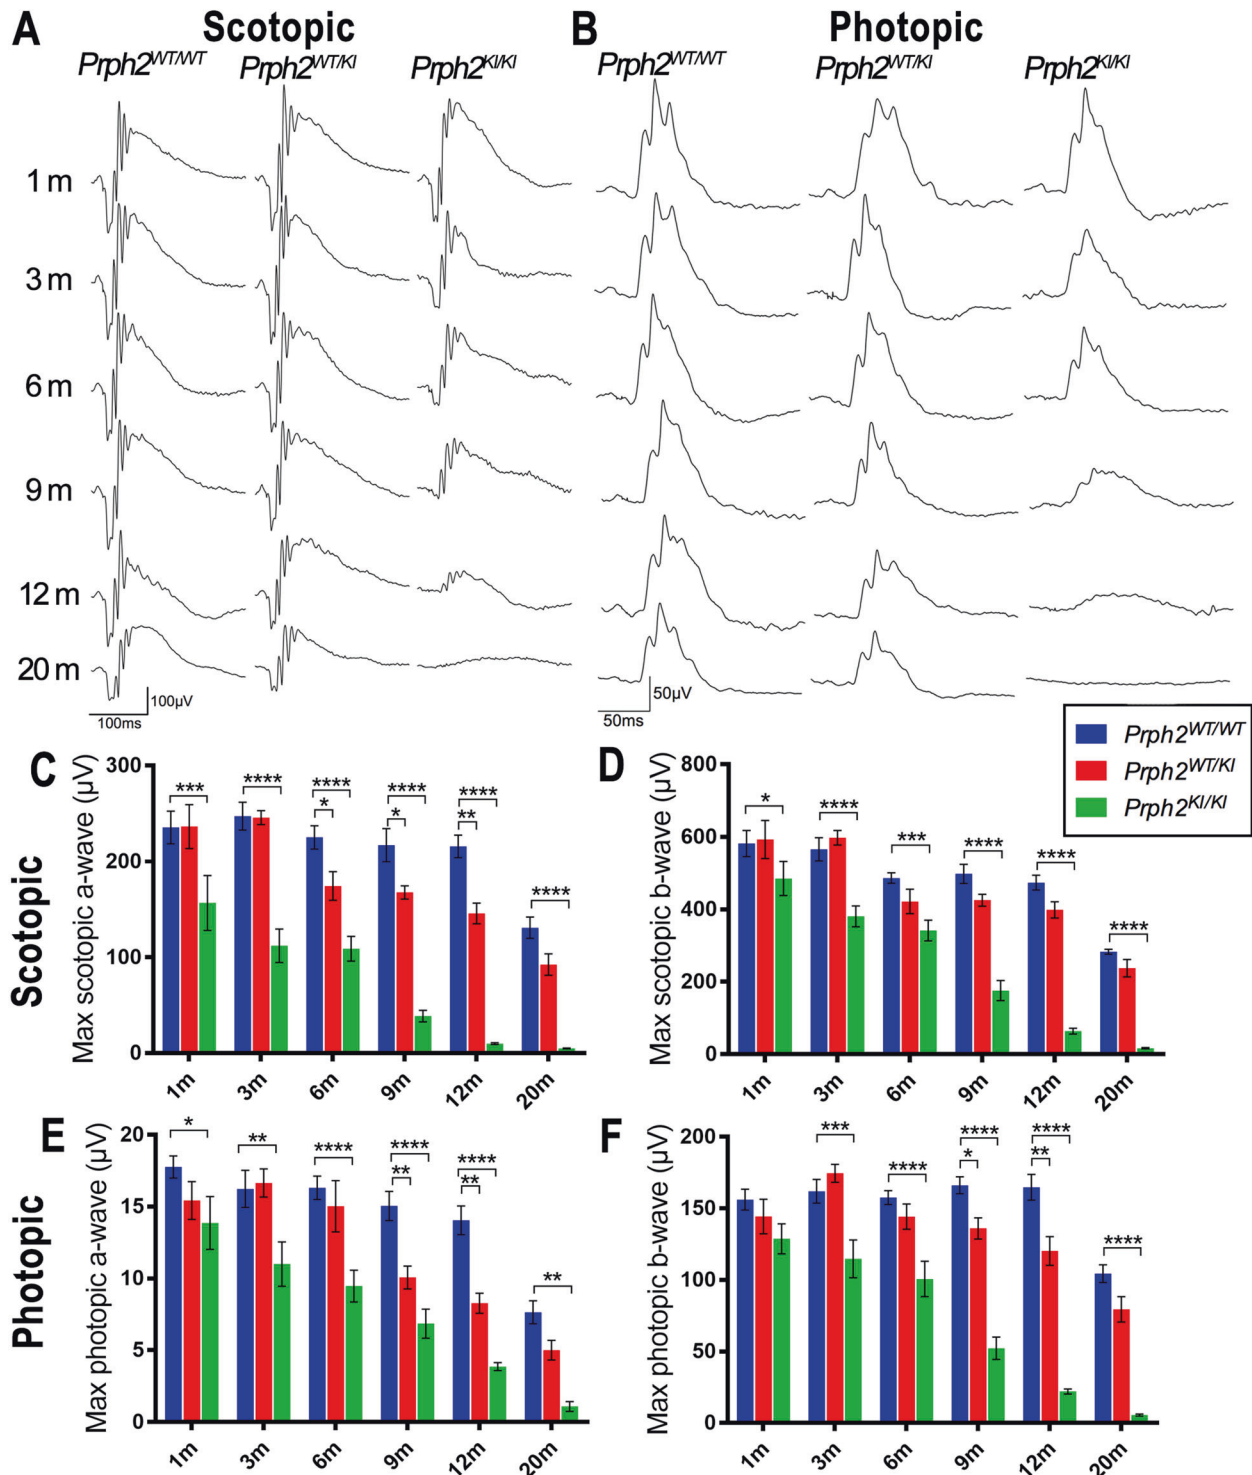 A Scotopic B Photopic
Prph2WT/WT Prph2WT/KI Prph2KI/KI Prph2WT/WT Prph2WT/KI Prph2KI/KI
1 m
3 m
6 m
9 m
12 m
20 m
100µV
100ms
50µV
50ms
Prph2WT/WT
Prph2WT/KI
Prph2KI/KI
Scotopic
C
Max scotopic a-wave (µV)
300
200
100
0
*** **** **** * **** * **** ** ****
1m 3m 6m 9m 12m 20m
D
Max scotopic b-wave (µV)
800
600
400
200
0
* **** *** **** **** ****
1m 3m 6m 9m 12m 20m
Photopic
E
Max photopic a-wave (µV)
20
15
10
5
0
* ** **** **** ** **** ** **
1m 3m 6m 9m 12m 20m
F
Max photopic b-wave (µV)
200
150
100
50
0
*** **** **** * **** ** ****
1m 3m 6m 9m 12m 20m